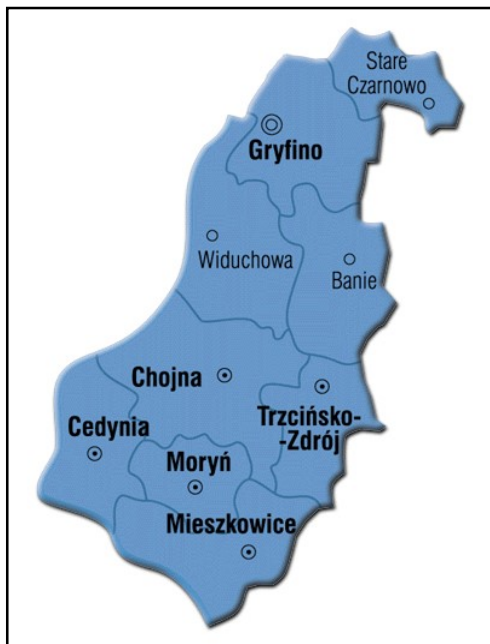 Stare
Czarnowo
Gryfino
Widuchowa
Banie
Chojna
Trzcińsko-
-Zdrój
Cedynia
Moryń
Mieszkowice